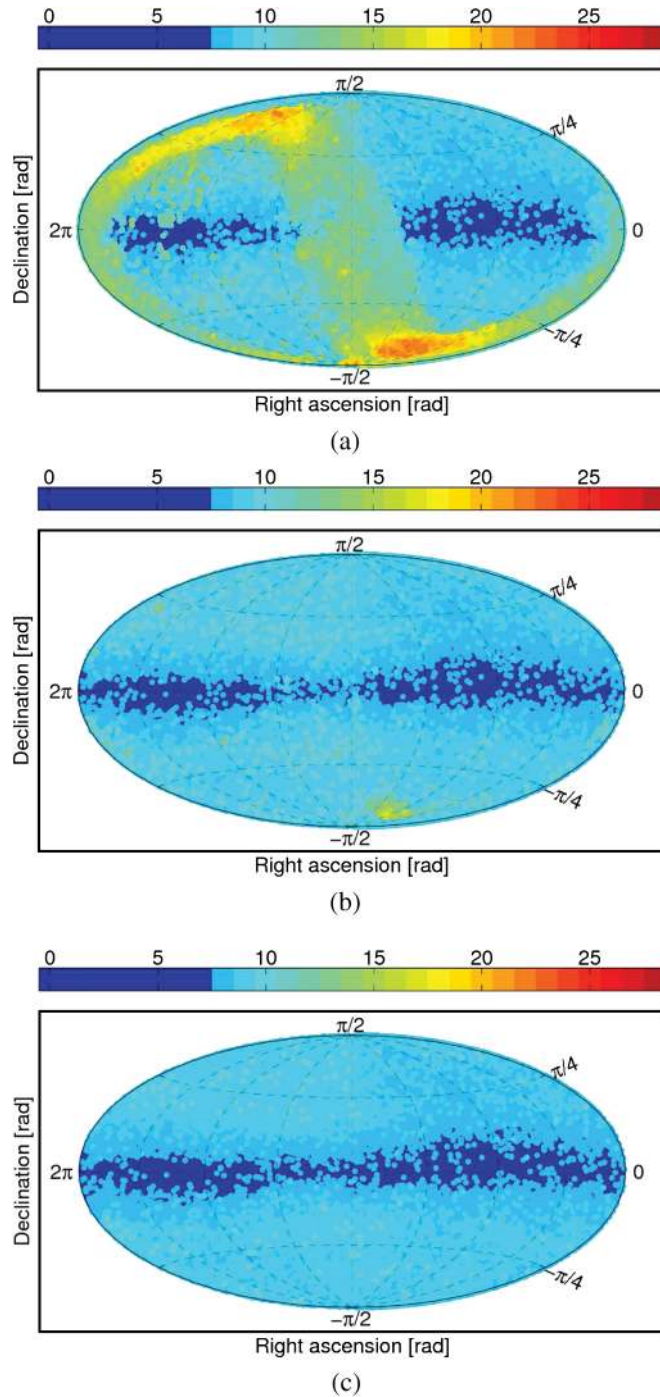 0 5 10 15 20 25
π/2
π/4
Declination [rad]
2π
0
−π/4
−π/2
Right ascension [rad]
(a)
0 5 10 15 20 25
π/2
π/4
Declination [rad]
2π
0
−π/4
−π/2
Right ascension [rad]
(b)
0 5 10 15 20 25
π/2
π/4
Declination [rad]
2π
0
−π/4
−π/2
Right ascension [rad]
(c)